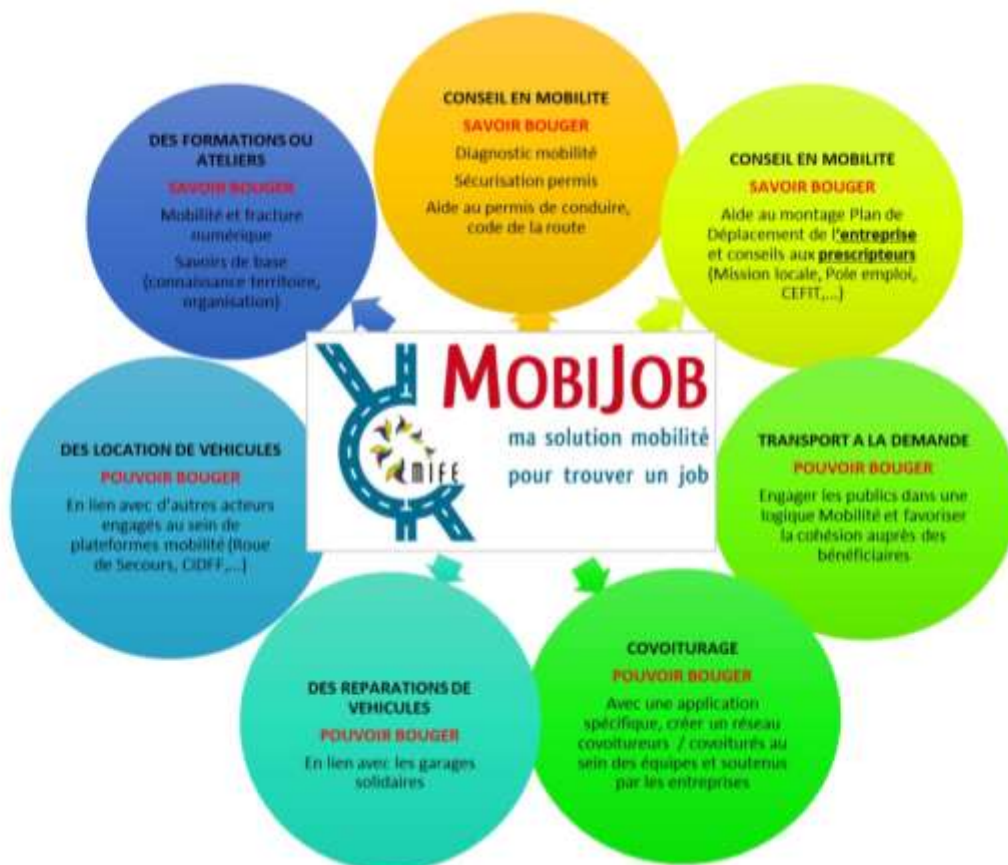 CONSEIL EN MOBILITE
SAVOIR BOUGER
Diagnostic mobilité
Sécurisation permis
Aide au permis de conduire,
code de la route
CONSEIL EN MOBILITE
SAVOIR BOUGER
Aide au montage Plan de
Déplacement de l'entreprise
et conseils aux prescripteurs
(Mission locale, Pole emploi,
CEFIT,...)
TRANSPORT A LA DEMANDE
POUVOIR BOUGER
Engager les publics dans une
logique Mobilité et favoriser
la cohésion auprès des
bénéficiaires
COVOITURAGE
POUVOIR BOUGER
Avec une application
spécifique, créer un réseau
covoitureurs / covoiturés au
sein des équipes et soutenus
par les entreprises
DES REPARATIONS DE
VEHICULES
POUVOIR BOUGER
En lien avec les garages
solidaires
DES LOCATION DE VEHICULES
POUVOIR BOUGER
En lien avec d'autres acteurs
engagés au sein de
plateformes mobilité (Roue
de Secours, CIDFF,...)
DES FORMATIONS OU
ATELIERS
SAVOIR BOUGER
Mobilité et fracture
numérique
Savoirs de base
(connaissance territoire,
organisation)
MOBIJOB
ma solution mobilité
pour trouver un job
MIFE